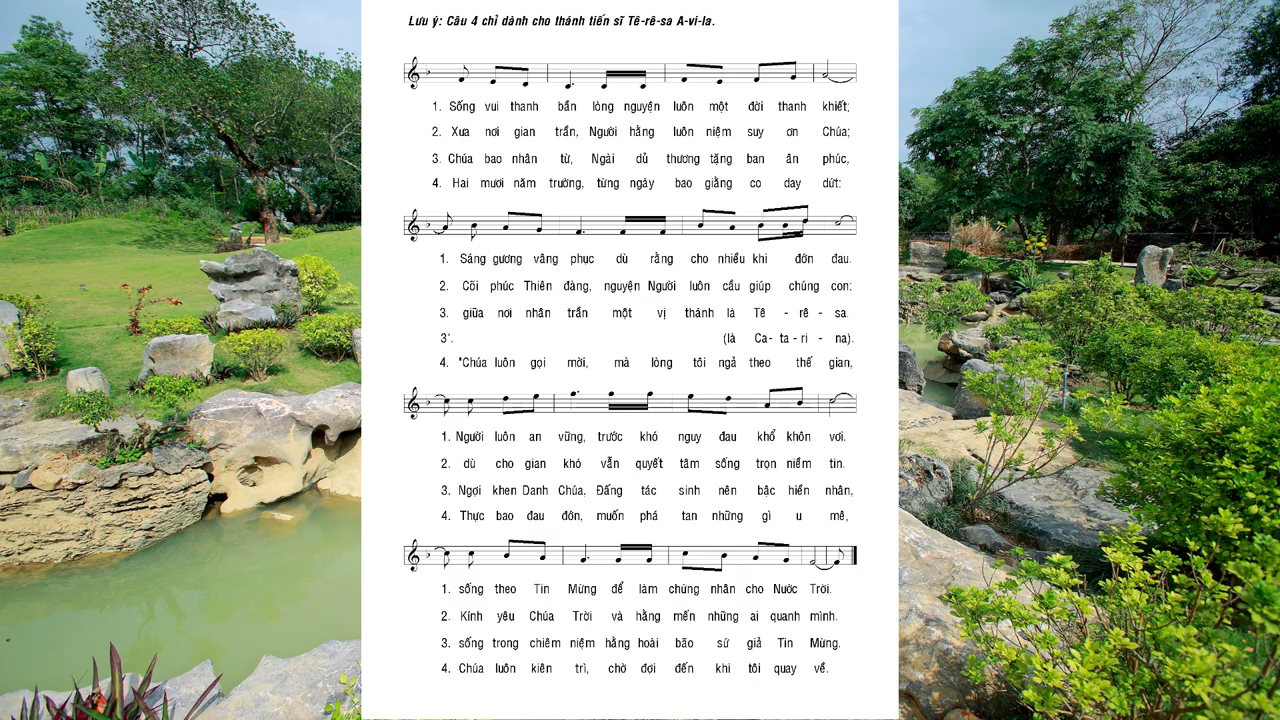 Lưu ý: Câu 4 chỉ dành cho thánh tiến sĩ Tê-rê-sa A-vi-la.
1. Sống vui thanh bần lòng nguyện luôn một đời thanh khiết;
2. Xưa nơi gian trần, Người hằng luôn niệm suy ơn Chúa;
3. Chúa bao nhân từ, Ngài dủ thương tặng ban ân phúc,
4. Hai mươi năm trường, từng ngày bao giằng co day dứt:
1. Sáng gương vâng phục dù rằng cho nhiều khi đớn đau.
2. Cõi phúc Thiên đàng, nguyện Người luôn cầu giúp chúng con:
3. giữa nơi nhân trần một vị thánh là Tê - rê - sa.
3'. (là Ca- ta - ri - na).
4. "Chúa luôn gọi mời, mà lòng tôi ngả theo thế gian,
1. Người luôn an vững, trước khó nguy đau khổ khôn vơi.
2. dù cho gian khó vẫn quyết tâm sống trọn niềm tin.
3. Ngợi khen Danh Chúa, Đấng tác sinh nên bậc hiền nhân,
4. Thực bao đau đớn, muốn phá tan những gì u mê,
1. sống theo Tin Mừng để làm chứng nhân cho Nước Trời.
2. Kính yêu Chúa Trời và hằng mến những ai quanh mình.
3. sống trong chiêm niệm hằng hoài bão sứ giả Tin Mừng.
4. Chúa luôn kiên trì, chờ đợi đến khi tôi quay về.